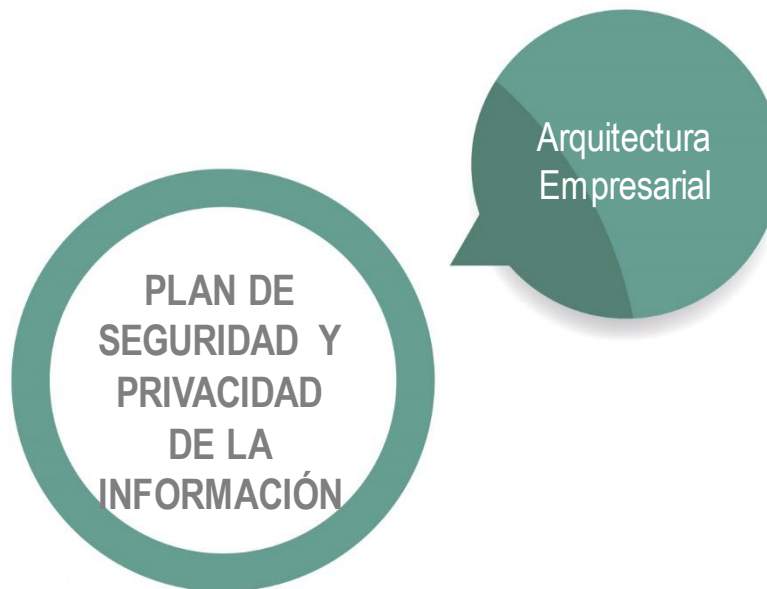 Arquitectura
Empresarial
PLAN DE
SEGURIDAD Y
PRIVACIDAD
DE LA
INFORMACIÓN